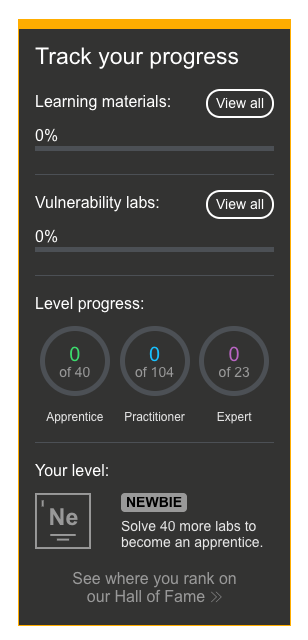 Track your progress
Learning materials:
View all
0%
Vulnerability labs:
View all
0%
Level progress:
0
of 40
0
of 104
0
of 23
Apprentice
Practitioner
Expert
Your level:
Ne
NEWBIE
Solve 40 more labs to
become an apprentice.
See where you rank on
our Hall of Fame »